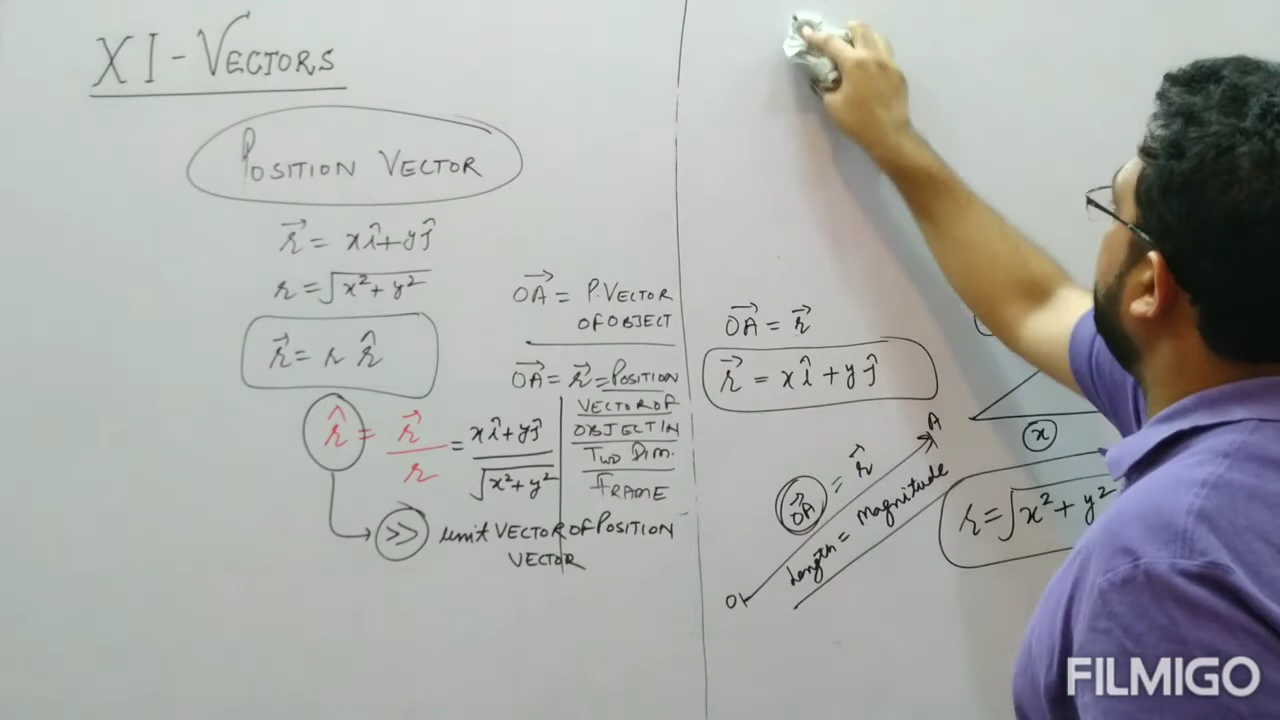 XI - VECTORS
POSITION VECTOR
r⃗ = xî + yĵ
r = √x² + y²
r⃗ = r r̂
r̂ = r⃗ / r = xî + yĵ / √x² + y²
>> unit VECTOR OF POSITION
VECTOR
OA⃗ = P. VECTOR
OF OBJECT
OA⃗ = r⃗ = POSITION
VECTOR OF
OBJECT IN
TWO DIM.
FRAME
OA⃗ = r⃗
r⃗ = xî + yĵ
O
A
OA⃗ = r⃗
Length = Magnitude
x
r = √x² + y²
FILMIGO